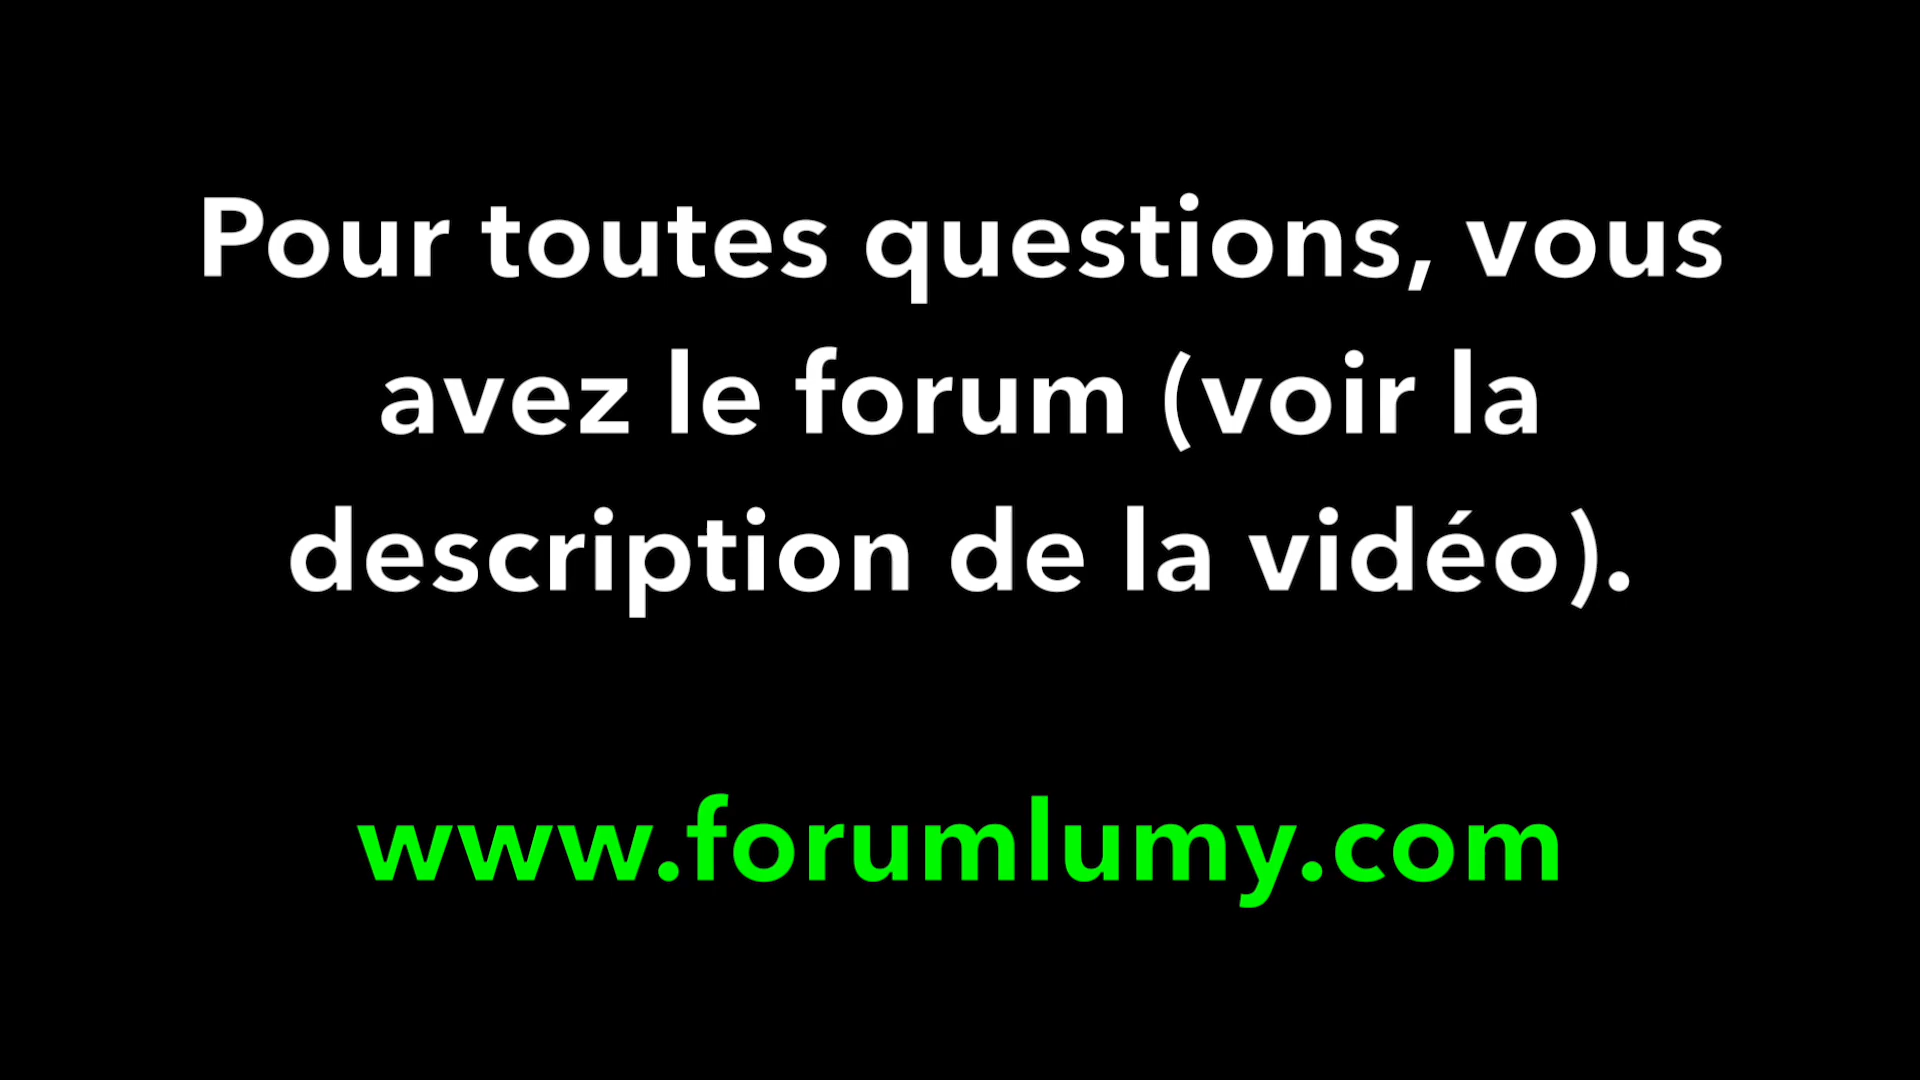 Pour toutes questions, vous
avez le forum (voir la
description de la vidéo).
www.forumlumy.com